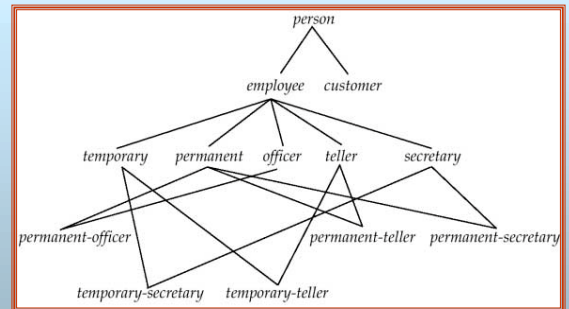 person
employee customer
temporary permanent officer teller secretary
permanent-officer permanent-teller permanent-secretary
temporary-secretary temporary-teller